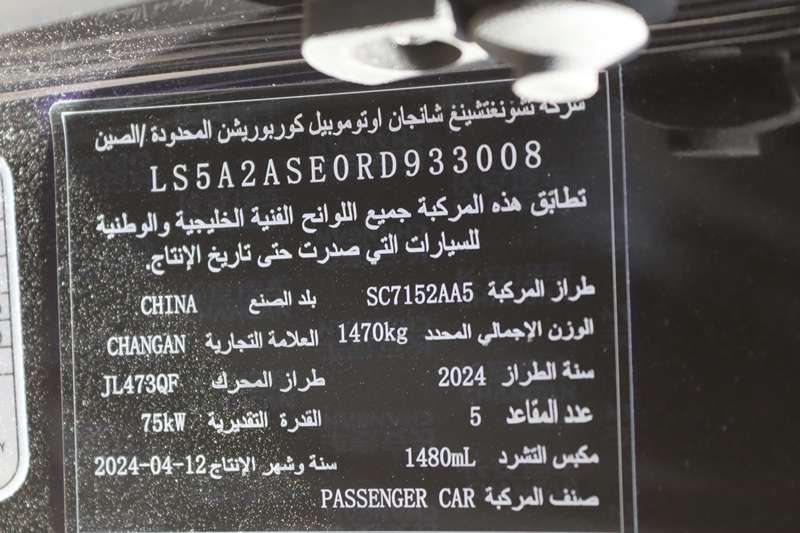 شركة تشونغتشينغ شانجان اوتوموبيل كوربوريشن المحدودة /الصين
LS5A2ASE0RD933008
تطابق هذه المركبة جميع اللوائح الفنية الخليجية والوطنية
للسيارات التي صدرت حتى تاريخ الإنتاج.
طراز المركبة SC7152AA5 بلد الصنع CHINA
الوزن الإجمالي المحدد 1470kg العلامة التجارية CHANGAN
سنة الطراز 2024 طراز المحرك JL473QF
عدد المقاعد 5 القدرة التقديرية 75kW
مكبس التشرد 1480mL سنة وشهر الإنتاج 2024-04-12
صنف المركبة PASSENGER CAR